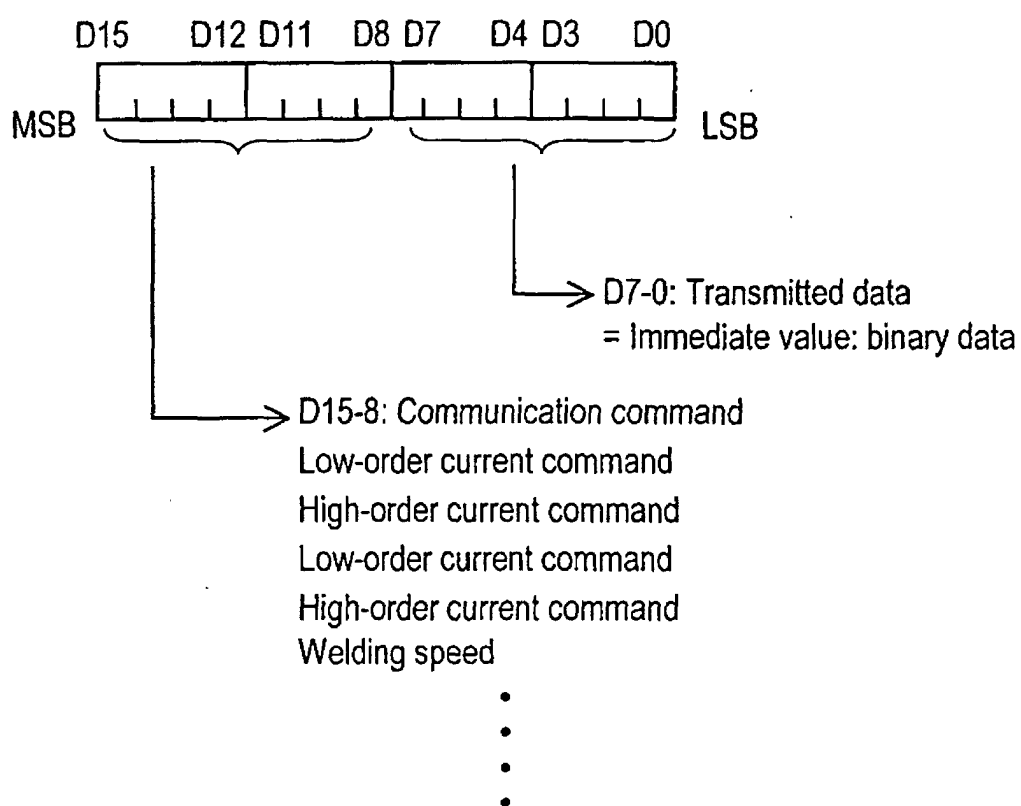 D15 D12 D11 D8 D7 D4 D3 D0
MSB LSB
D7-0: Transmitted data
= Immediate value: binary data
D15-8: Communication command
Low-order current command
High-order current command
Low-order current command
High-order current command
Welding speed